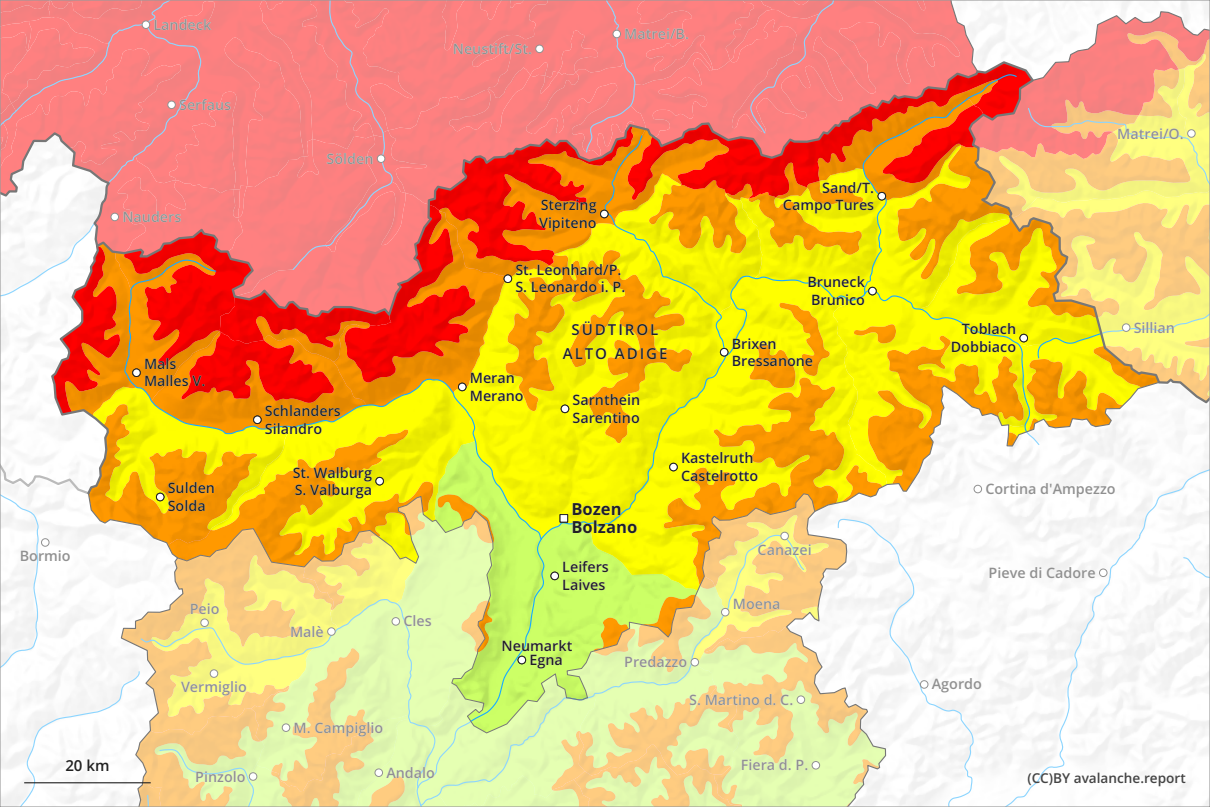 Landeck
Neustift/St
Matrei/B
Serfaus
Matrei/O.
Sölden
Nauders
Sand/T.
Campo Tures
Sterzing
Vipiteno
St. Leonhard/P.
S. Leonardo i. P.
Bruneck
Brunico
SÜDTIROL
ALTO ADIGE
Toblach
Dobbiaco
Sillian
Brixen
Bressanone
Mals
Malles V.
Meran
Merano
Schlanders
Silandro
Sarnthein
Sarentino
St. Walburg
S. Valburga
Kastelruth
Castelrotto
Sulden
Solda
Cortina d'Ampezzo
Bozen
Bolzano
Bormio
Canazei
Leifers
Laives
Pieve di Cadore
Peio
Moena
Malè
Cles
Neumarkt
Egna
Predazzo
Vermiglio
Agordo
S. Martino d. C.
M. Campiglio
Fiera d. P.
Andalo
Pinzolo
20 km
(CC)BY avalanche.report